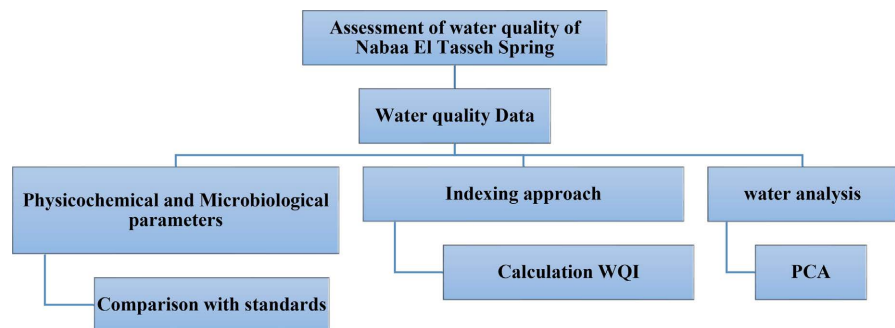 Assessment of water quality of
Nabaa El Tasseh Spring
Water quality Data
Physicochemical and Microbiological
parameters
Indexing approach
water analysis
Comparison with standards
Calculation WQI
PCA